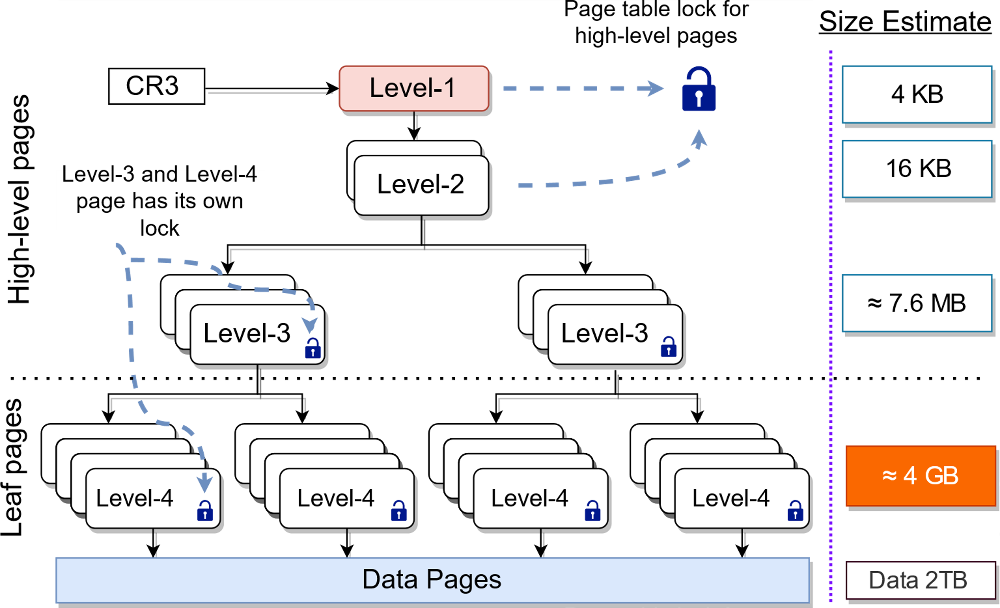 Page table lock for
high-level pages
Size Estimate
CR3
Level-1
4 KB
High-level pages
Level-2
16 KB
Level-3 and Level-4
page has its own
lock
Level-3
Level-3
≈ 7.6 MB
Leaf pages
Level-4
Level-4
Level-4
Level-4
≈ 4 GB
Data Pages
Data 2TB